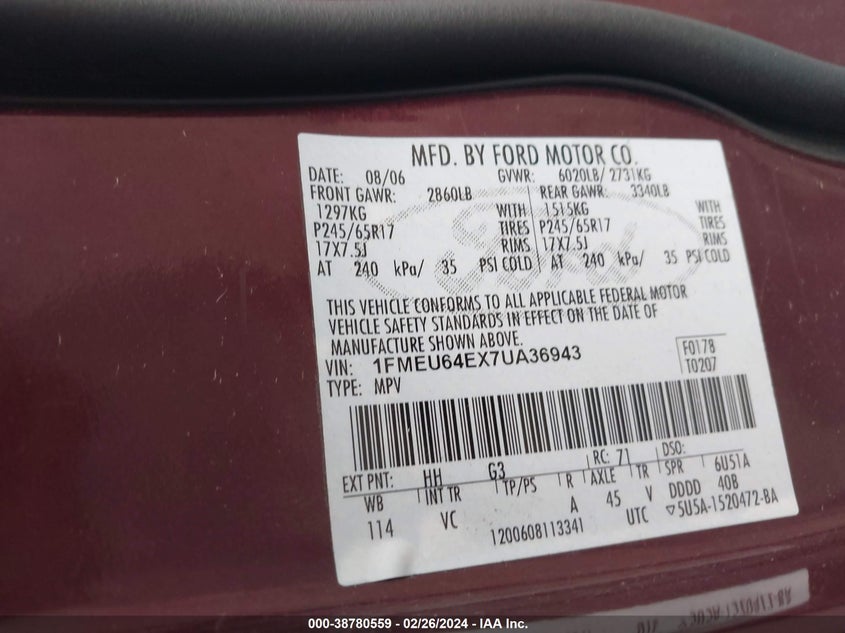 MFD. BY FORD MOTOR CO.
DATE: 08/06 GVWR: 6020LB/ 2731KG
FRONT GAWR: 2860LB REAR GAWR: 3340LB
1297KG WITH 1515KG WITH
P245/65R17 TIRES P245/65R17 TIRES
17X7.5J RIMS 17X7.5J RIMS
AT 240 kPa/ 35 PSI COLD AT 240 kPa/ 35 PSI COLD
Ford
THIS VEHICLE CONFORMS TO ALL APPLICABLE FEDERAL MOTOR
VEHICLE SAFETY STANDARDS IN EFFECT ON THE DATE OF
MANUFACTURE SHOWN ABOVE.
VIN: 1FMEU64EX7UA36943 F0178
TYPE: MPV T0207
EXT PNT: HH G3 RC: 71 DSO: 6U51A
WB INT TR TP/PS R AXLE TR SPR 40B
114 VC A 45 V DDDD
1200608113341 UTC ▽5U5A-1520472-BA
000-38780559 - 02/26/2024 - IAA Inc.